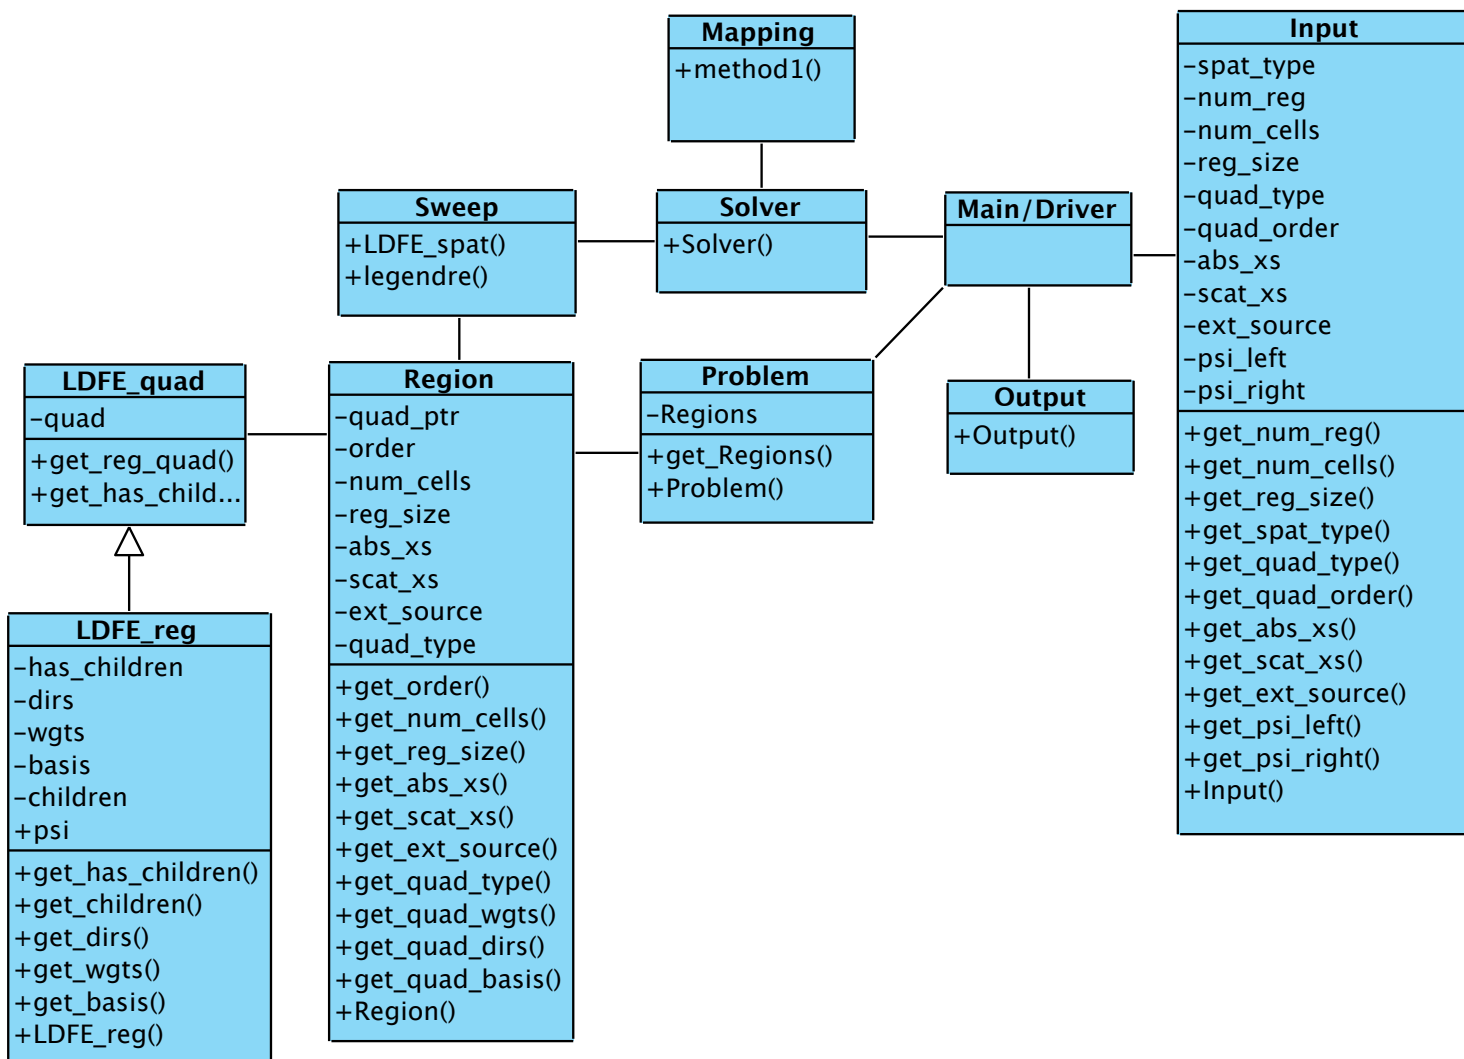 Mapping
+method1()
Input
–spat_type
–num_reg
–num_cells
–reg_size
–quad_type
–quad_order
–abs_xs
–scat_xs
–ext_source
–psi_left
–psi_right
+get_num_reg()
+get_num_cells()
+get_reg_size()
+get_spat_type()
+get_quad_type()
+get_quad_order()
+get_abs_xs()
+get_scat_xs()
+get_ext_source()
+get_psi_left()
+get_psi_right()
+Input()
Sweep
+LDFE_spat()
+legendre()
Solver
+Solver()
Main/Driver
LDFE_quad
–quad
+get_reg_quad()
+get_has_child...
Region
–quad_ptr
–order
–num_cells
–reg_size
–abs_xs
–scat_xs
–ext_source
–quad_type
+get_order()
+get_num_cells()
+get_reg_size()
+get_abs_xs()
+get_scat_xs()
+get_ext_source()
+get_quad_type()
+get_quad_wgts()
+get_quad_dirs()
+get_quad_basis()
+Region()
Problem
–Regions
+get_Regions()
+Problem()
Output
+Output()
LDFE_reg
–has_children
–dirs
–wgts
–basis
–children
+psi
+get_has_children()
+get_children()
+get_dirs()
+get_wgts()
+get_basis()
+LDFE_reg()